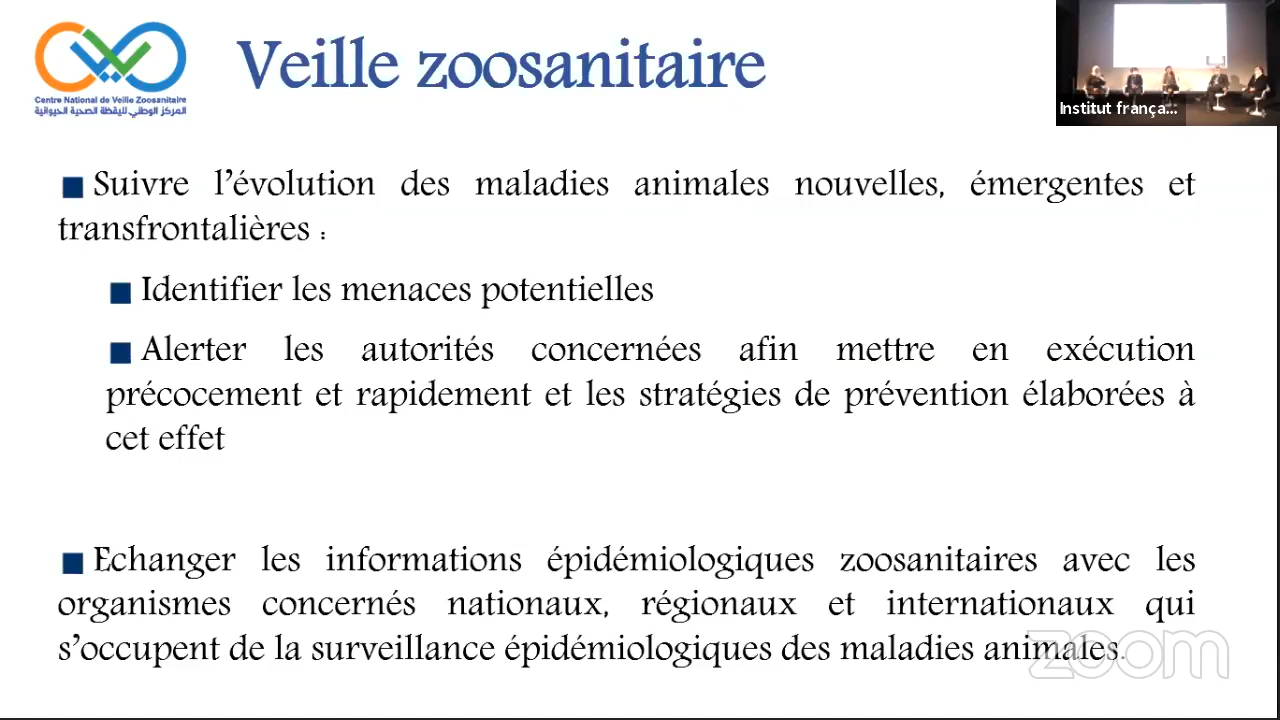 Veille zoosanitaire
Centre National de Veille Zoosanitaire
المركز الوطني لليقظة الصحية الحيوانية
Institut frança...
Suivre l'évolution des maladies animales nouvelles, émergentes et
transfrontalières :
Identifier les menaces potentielles
Alerter les autorités concernées afin mettre en exécution
précocement et rapidement et les stratégies de prévention élaborées à
cet effet
Echanger les informations épidémiologiques zoosanitaires avec les
organismes concernés nationaux, régionaux et internationaux qui
s'occupent de la surveillance épidémiologiques des maladies animales.
zoom